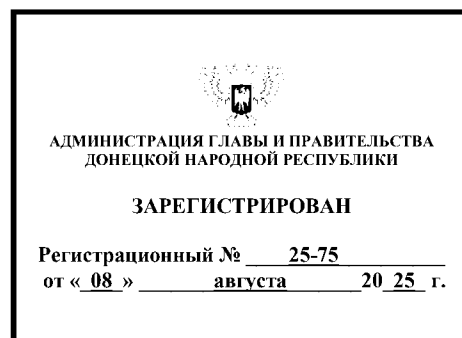 АДМИНИСТРАЦИЯ ГЛАВЫ И ПРАВИТЕЛЬСТВА
ДОНЕЦКОЙ НАРОДНОЙ РЕСПУБЛИКИ
ЗАРЕГИСТРИРОВАН
Регистрационный № 25-75
от « 08 » августа 20 25 г.